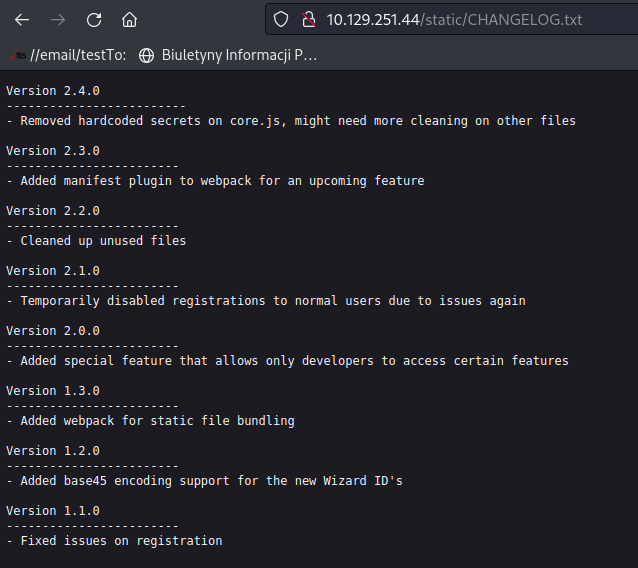 10.129.251.44/static/CHANGELOG.txt
TLS //email/testTo: Biuletyny Informacji P…
Version 2.4.0
-------------------------
- Removed hardcoded secrets on core.js, might need more cleaning on other files
Version 2.3.0
------------------------
- Added manifest plugin to webpack for an upcoming feature
Version 2.2.0
------------------------
- Cleaned up unused files
Version 2.1.0
------------------------
- Temporarily disabled registrations to normal users due to issues again
Version 2.0.0
------------------------
- Added special feature that allows only developers to access certain features
Version 1.3.0
------------------------
- Added webpack for static file bundling
Version 1.2.0
------------------------
- Added base45 encoding support for the new Wizard ID's
Version 1.1.0
------------------------
- Fixed issues on registration